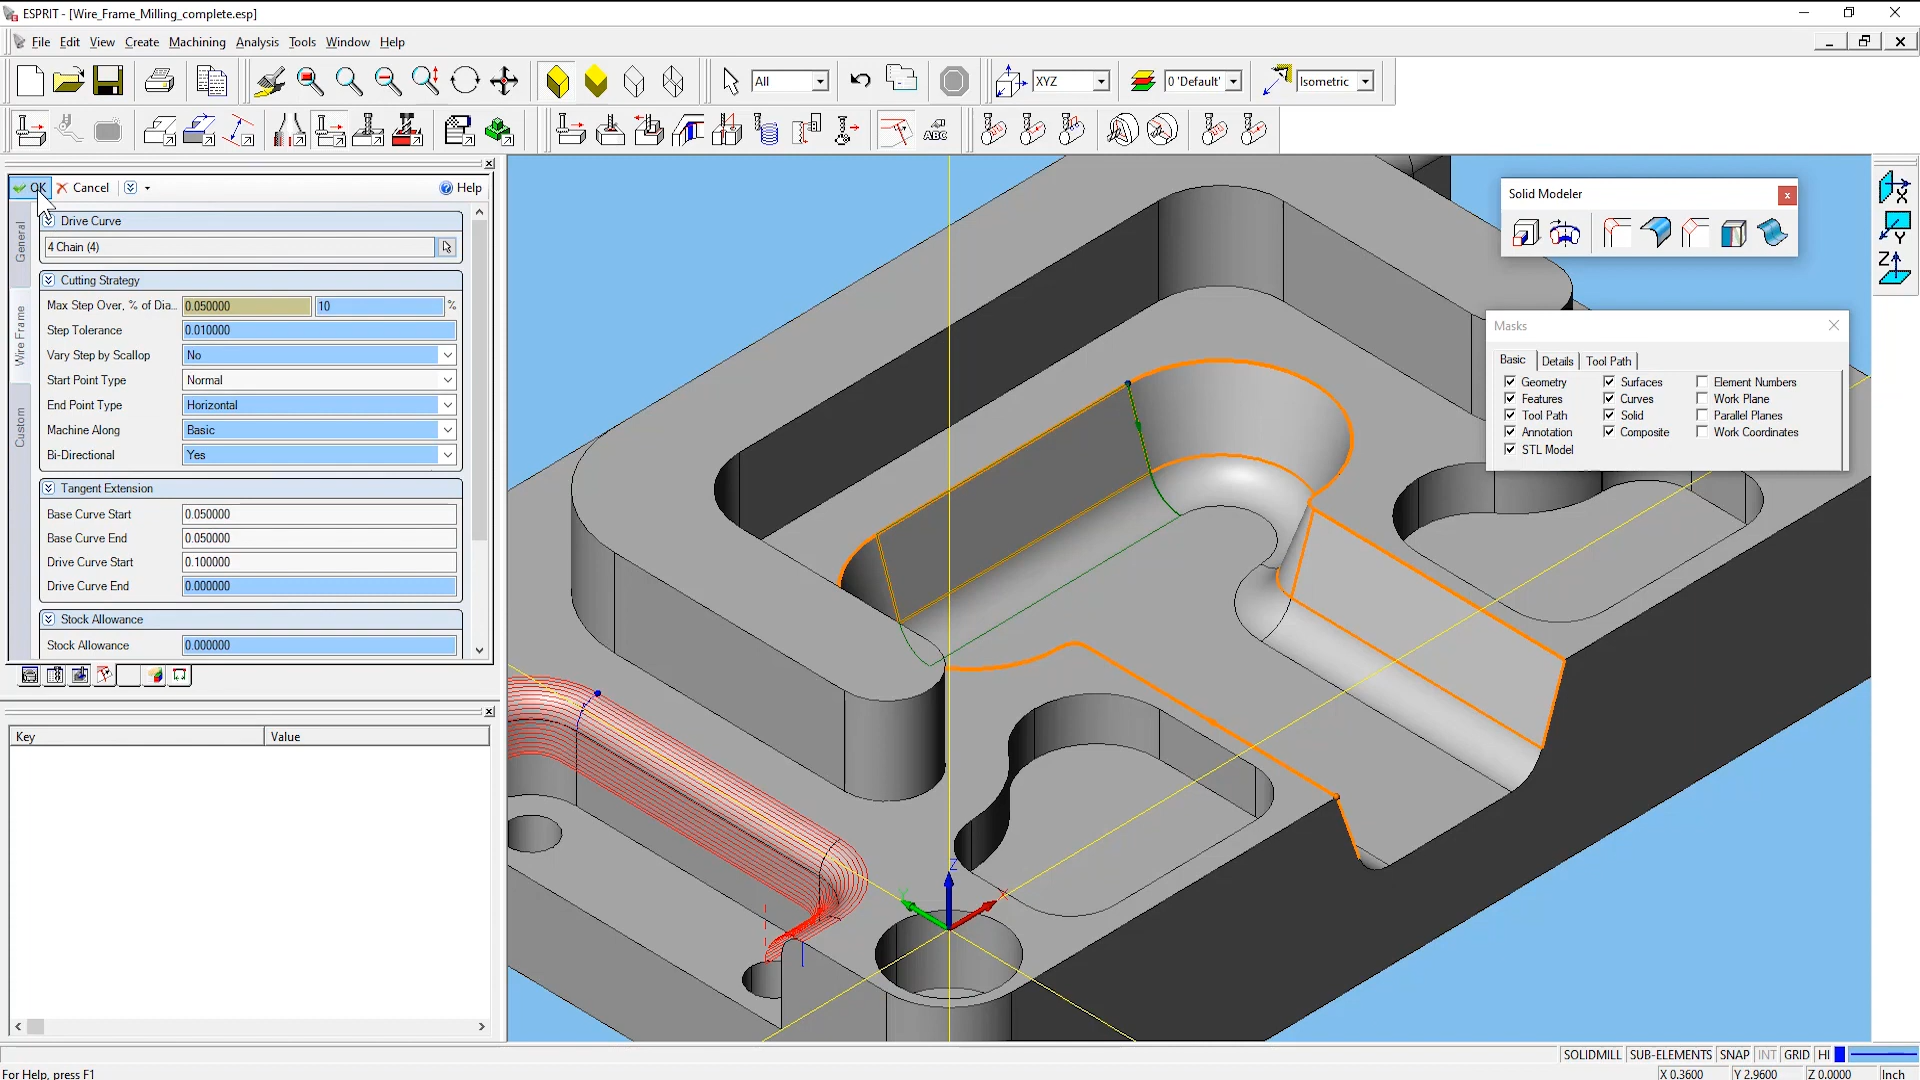 ESPRIT - [Wire_Frame_Milling_complete.esp]
File Edit View Create Machining Analysis Tools Window Help
All XYZ 0 'Default' Isometric
ABC
OK Cancel Help
General
Wire Frame
Custom
Drive Curve
4 Chain (4)
Cutting Strategy
Max Step Over, % of Dia... 0.050000 10 %
Step Tolerance 0.010000
Vary Step by Scallop No
Start Point Type Normal
End Point Type Horizontal
Machine Along Basic
Bi-Directional Yes
Tangent Extension
Base Curve Start 0.050000
Base Curve End 0.050000
Drive Curve Start 0.100000
Drive Curve End 0.000000
Stock Allowance
Stock Allowance 0.000000
Key Value
Solid Modeler
Masks
Basic Details Tool Path
Geometry Surfaces Element Numbers
Features Curves Work Plane
Tool Path Solid Parallel Planes
Annotation Composite Work Coordinates
STL Model
X
Y
Z
Z
Y
X
SOLIDMILL SUB-ELEMENTS SNAP INT GRID HI
For Help, press F1
X 0.3600 Y 2.9600 Z 0.0000 Inch